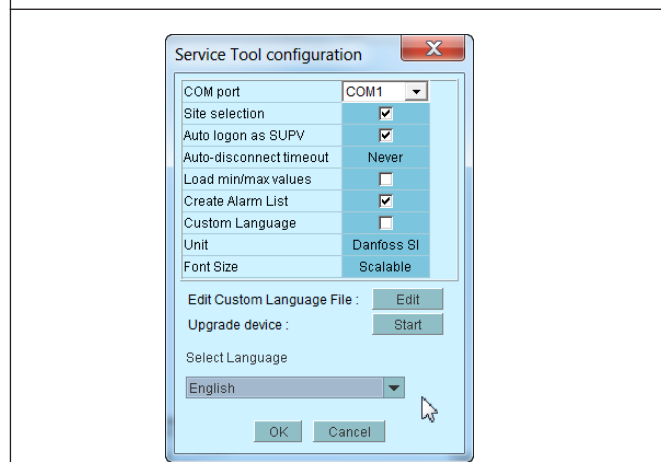 Service Tool configuration
COM port COM1
Site selection
Auto logon as SUPV
Auto-disconnect timeout Never
Load min/max values
Create Alarm List
Custom Language
Unit Danfoss SI
Font Size Scalable
Edit Custom Language File : Edit
Upgrade device : Start
Select Language
English
OK Cancel